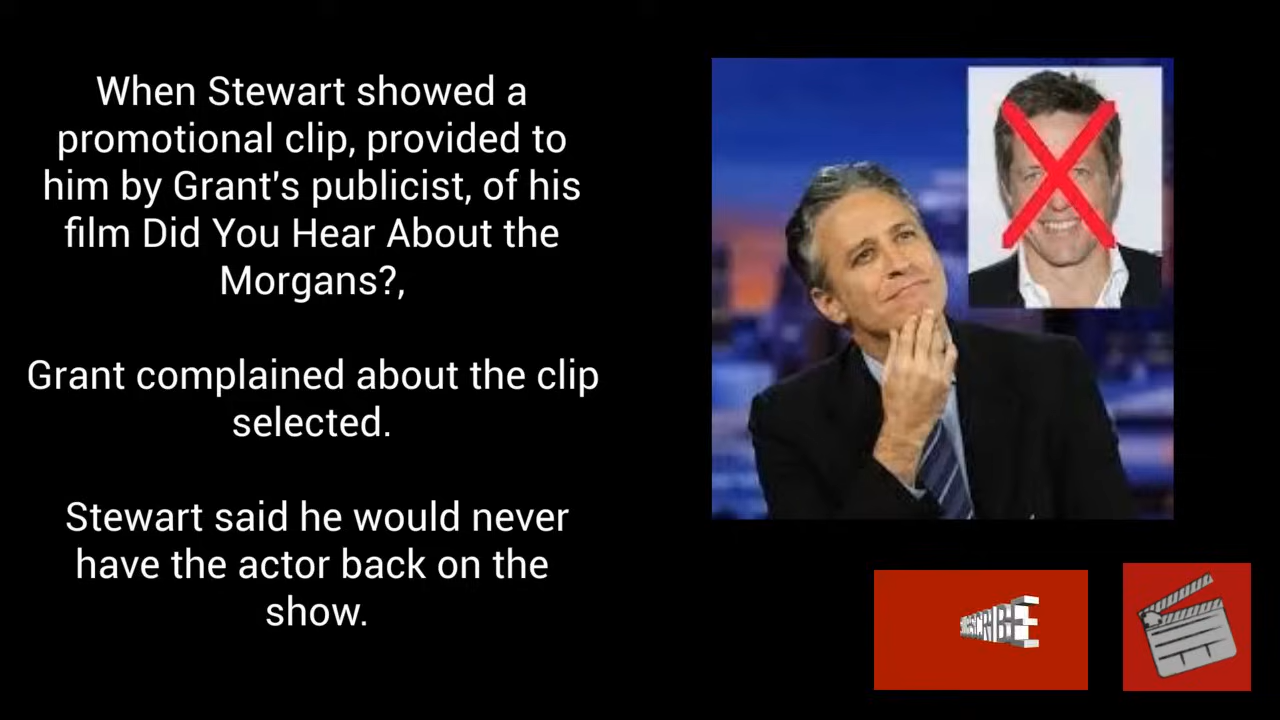 When Stewart showed a
promotional clip, provided to
him by Grant's publicist, of his
film Did You Hear About the
Morgans?,
Grant complained about the clip
selected.
Stewart said he would never
have the actor back on the
show.